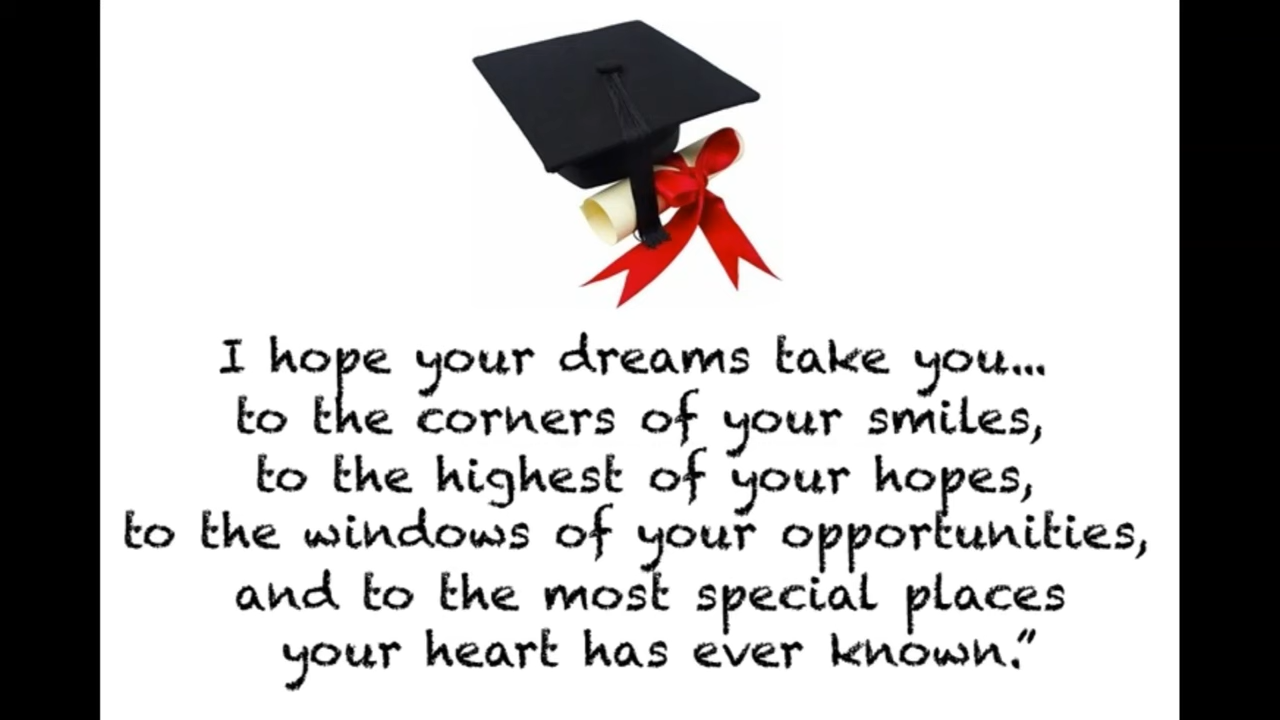 I hope your dreams take you...
to the corners of your smiles,
to the highest of your hopes,
to the windows of your opportunities,
and to the most special places
your heart has ever known."